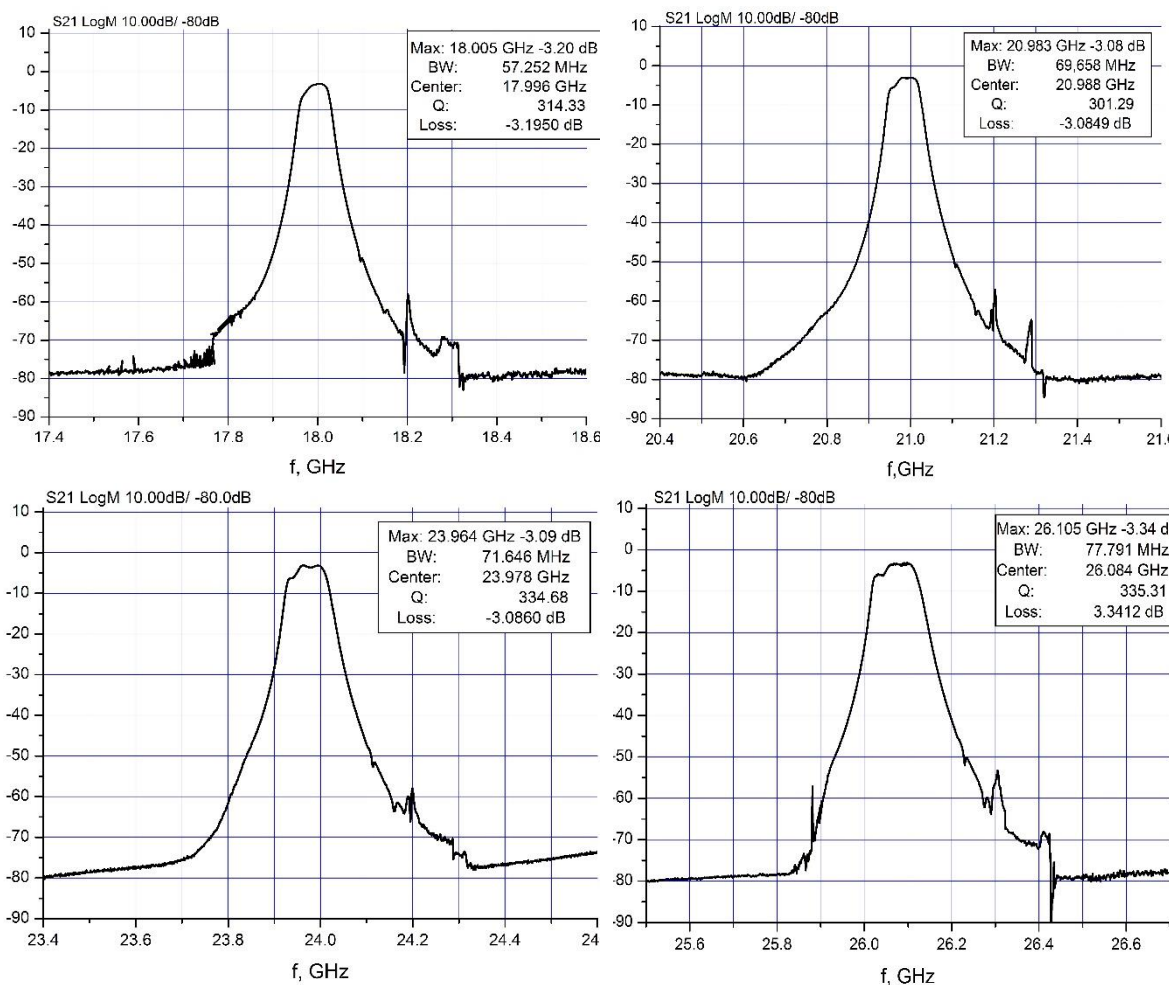 S21 LogM 10.00dB/ -80dB
Max: 18.005 GHz -3.20 dB
BW: 57.252 MHz
Center: 17.996 GHz
Q: 314.33
Loss: -3.1950 dB
10
0
-10
-20
-30
-40
-50
-60
-70
-80
-90
17.4 17.6 17.8 18.0 18.2 18.4 18.6
f, GHz
S21 LogM 10.00dB/ -80dB
Max: 20.983 GHz -3.08 dB
BW: 69,658 MHz
Center: 20.988 GHz
Q: 301.29
Loss: -3.0849 dB
10
0
-10
-20
-30
-40
-50
-60
-70
-80
-90
20.4 20.6 20.8 21.0 21.2 21.4 21.6
f,GHz
S21 LogM 10.00dB/ -80.0dB
Max: 23.964 GHz -3.09 dB
BW: 71.646 MHz
Center: 23.978 GHz
Q: 334.68
Loss: -3.0860 dB
10
0
-10
-20
-30
-40
-50
-60
-70
-80
-90
23.4 23.6 23.8 24.0 24.2 24.4 24
f, GHz
S21 LogM 10.00dB/ -80dB
Max: 26.105 GHz -3.34 d
BW: 77.791 MHz
Center: 26.084 GHz
Q: 335.31
Loss: 3.3412 dB
10
0
-10
-20
-30
-40
-50
-60
-70
-80
-90
25.6 25.8 26.0 26.2 26.4 26.6
f, GHz